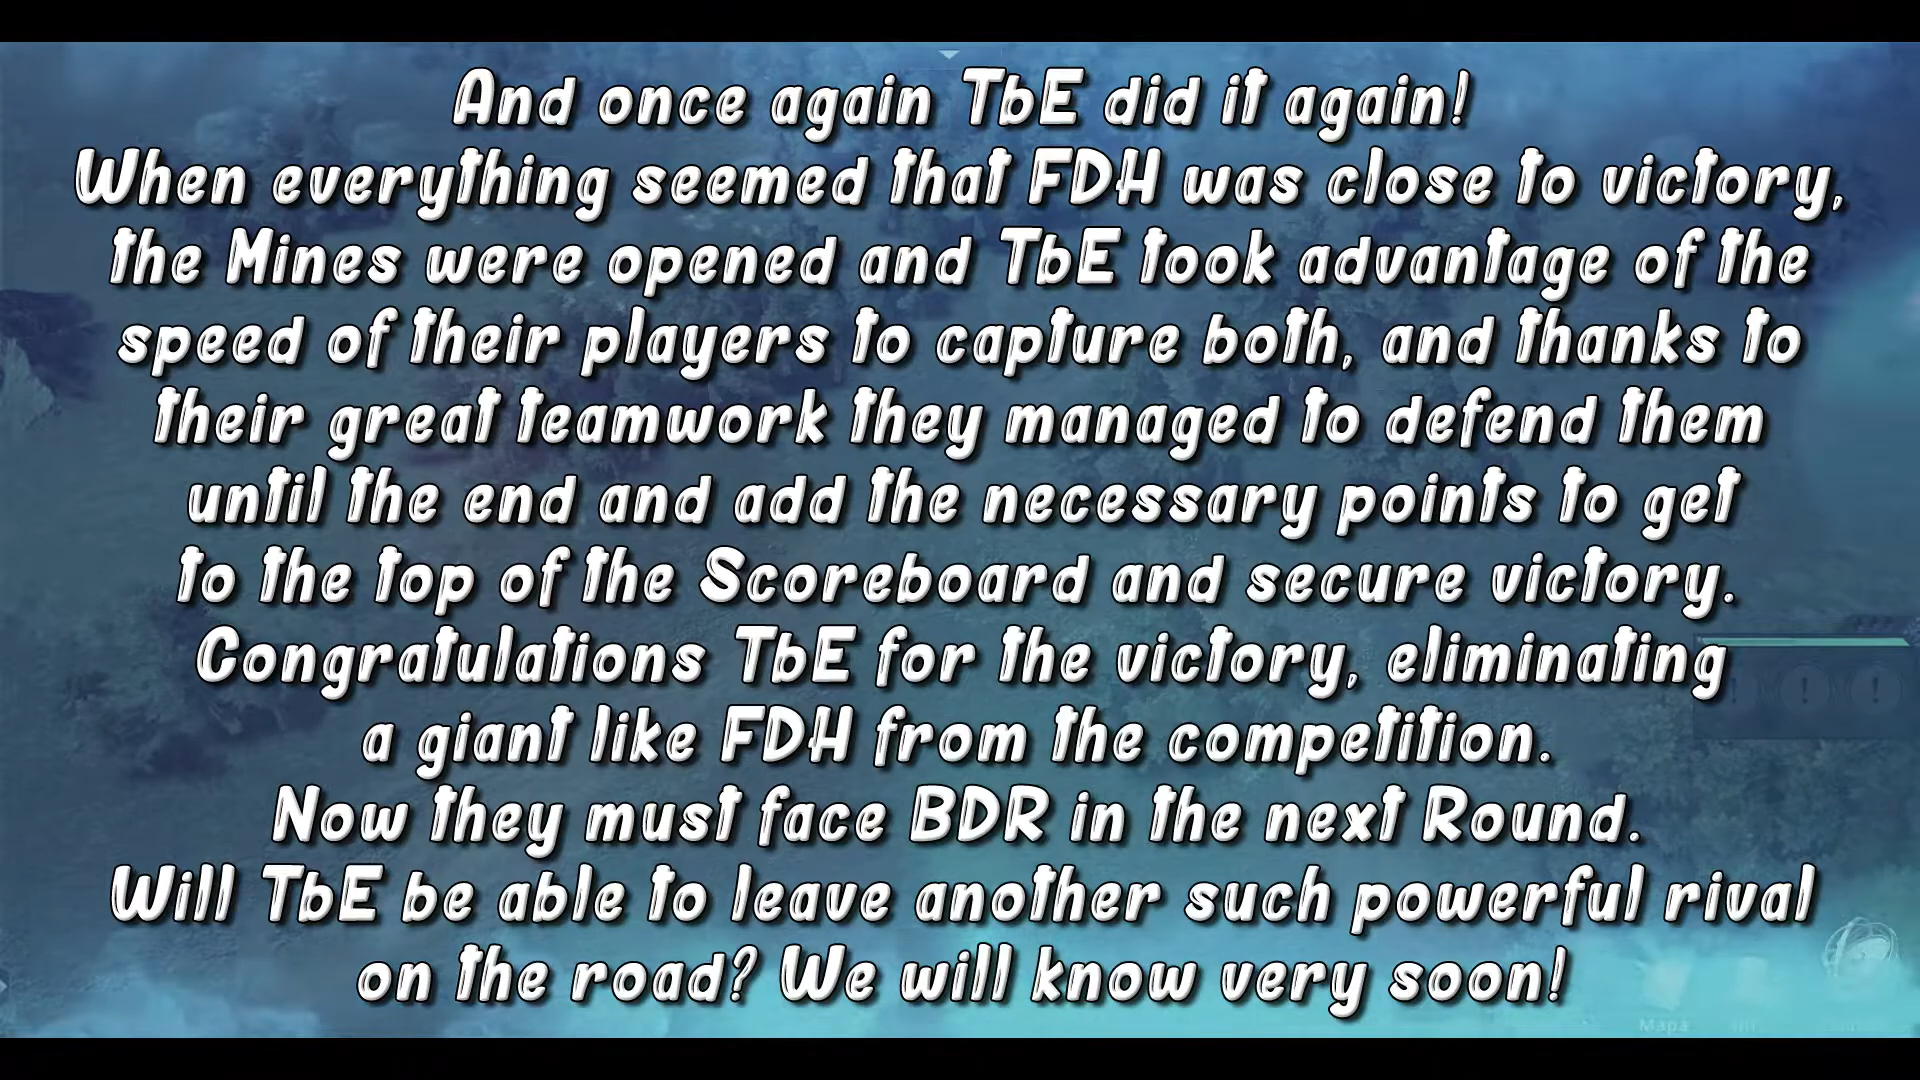 And once again TbE did it again!
When everything seemed that FDH was close to victory,
the Mines were opened and TbE took advantage of the
speed of their players to capture both, and thanks to
their great teamwork they managed to defend them
until the end and add the necessary points to get
to the top of the Scoreboard and secure victory.
Congratulations TbE for the victory, eliminating
a giant like FDH from the competition.
Now they must face BDR in the next Round.
Will TbE be able to leave another such powerful rival
on the road? We will know very soon!
Mapa